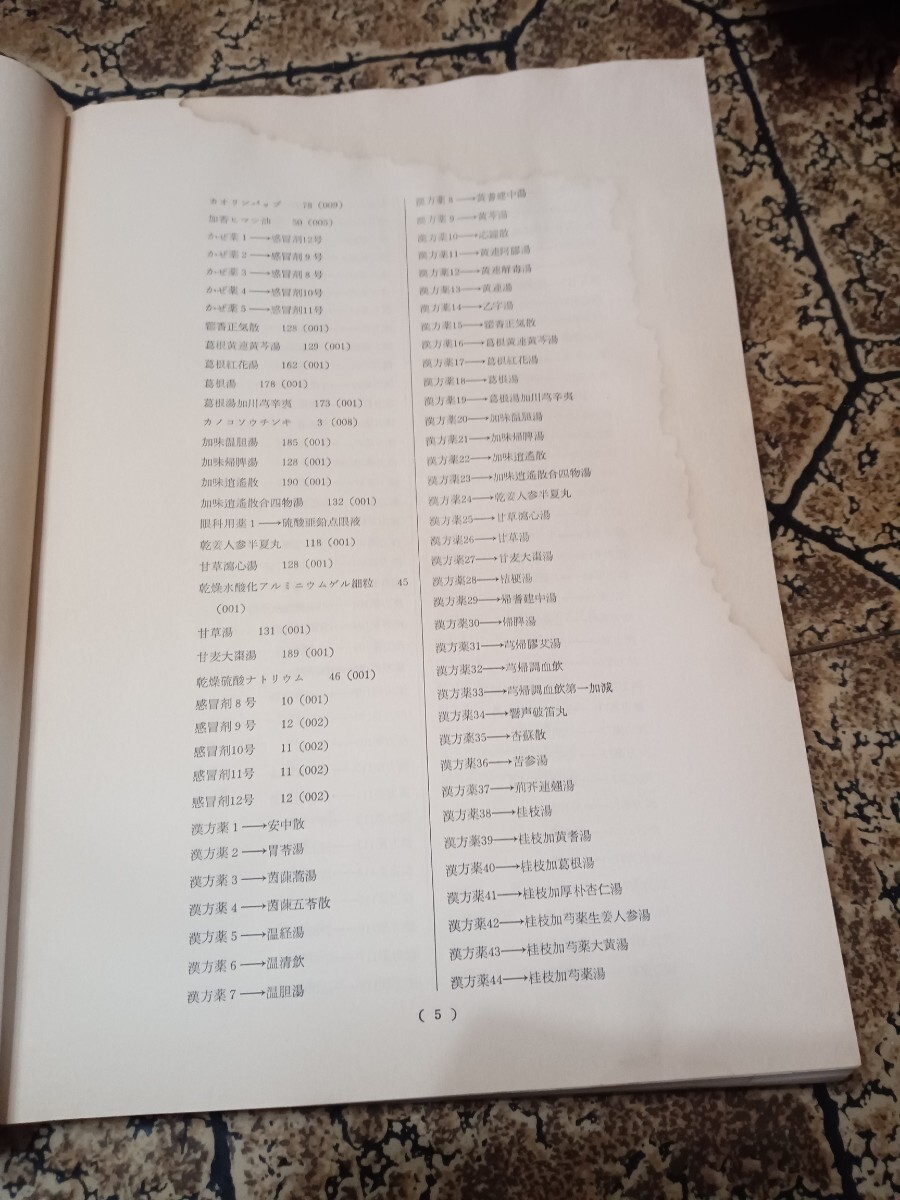 カオリンパップ　78（009）
加香ヒマシ油　50（005）
かぜ薬1→感冒剤12号
かぜ薬2→感冒剤9号
かぜ薬3→感冒剤8号
かぜ薬4→感冒剤10号
かぜ薬5→感冒剤11号
藿香正気散　128（001）
葛根黄連黄芩湯　129（001）
葛根紅花湯　162（001）
葛根湯　178（001）
葛根湯加川芎辛夷　173（001）
カノコソウチンキ　3（008）
加味温胆湯　185（001）
加味帰脾湯　128（001）
加味逍遙散　190（001）
加味逍遙散合四物湯　132（001）
眼科用薬1→硫酸亜鉛点眼液
乾姜人参半夏丸　118（001）
甘草瀉心湯　128（001）
乾燥水酸化アルミニウムゲル細粒　45
（001）
甘草湯　131（001）
甘麦大棗湯　189（001）
乾燥硫酸ナトリウム　46（001）
感冒剤8号　10（001）
感冒剤9号　12（002）
感冒剤10号　11（002）
感冒剤11号　11（002）
感冒剤12号　12（002）
漢方薬1→安中散
漢方薬2→胃苓湯
漢方薬3→茵蔯蒿湯
漢方薬4→茵蔯五苓散
漢方薬5→温経湯
漢方薬6→温清飲
漢方薬7→温胆湯
漢方薬8→黄耆建中湯
漢方薬9→黄芩湯
漢方薬10→応鐘散
漢方薬11→黄連阿膠湯
漢方薬12→黄連解毒湯
漢方薬13→黄連湯
漢方薬14→乙字湯
漢方薬15→藿香正気散
漢方薬16→葛根黄連黄芩湯
漢方薬17→葛根紅花湯
漢方薬18→葛根湯
漢方薬19→葛根湯加川芎辛夷
漢方薬20→加味温胆湯
漢方薬21→加味帰脾湯
漢方薬22→加味逍遙散
漢方薬23→加味逍遙散合四物湯
漢方薬24→乾姜人参半夏丸
漢方薬25→甘草瀉心湯
漢方薬26→甘草湯
漢方薬27→甘麦大棗湯
漢方薬28→桔梗湯
漢方薬29→帰耆建中湯
漢方薬30→帰脾湯
漢方薬31→芎帰膠艾湯
漢方薬32→芎帰調血飲
漢方薬33→芎帰調血飲第一加減
漢方薬34→響声破笛丸
漢方薬35→杏蘇散
漢方薬36→苦参湯
漢方薬37→荊芥連翹湯
漢方薬38→桂枝湯
漢方薬39→桂枝加黄耆湯
漢方薬40→桂枝加葛根湯
漢方薬41→桂枝加厚朴杏仁湯
漢方薬42→桂枝加芍薬生姜人参湯
漢方薬43→桂枝加芍薬大黄湯
漢方薬44→桂枝加芍薬湯
（5）